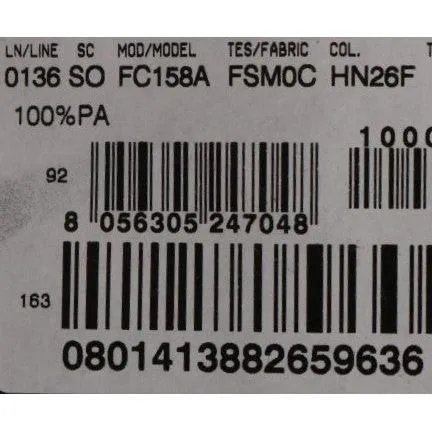 LN/LINE SC MOD/MODEL TES/FABRIC COL. T
0136 SO FC158A FSM0C HN26F
100%PA
1000
92
8 056305 247048
163
0801413882659636